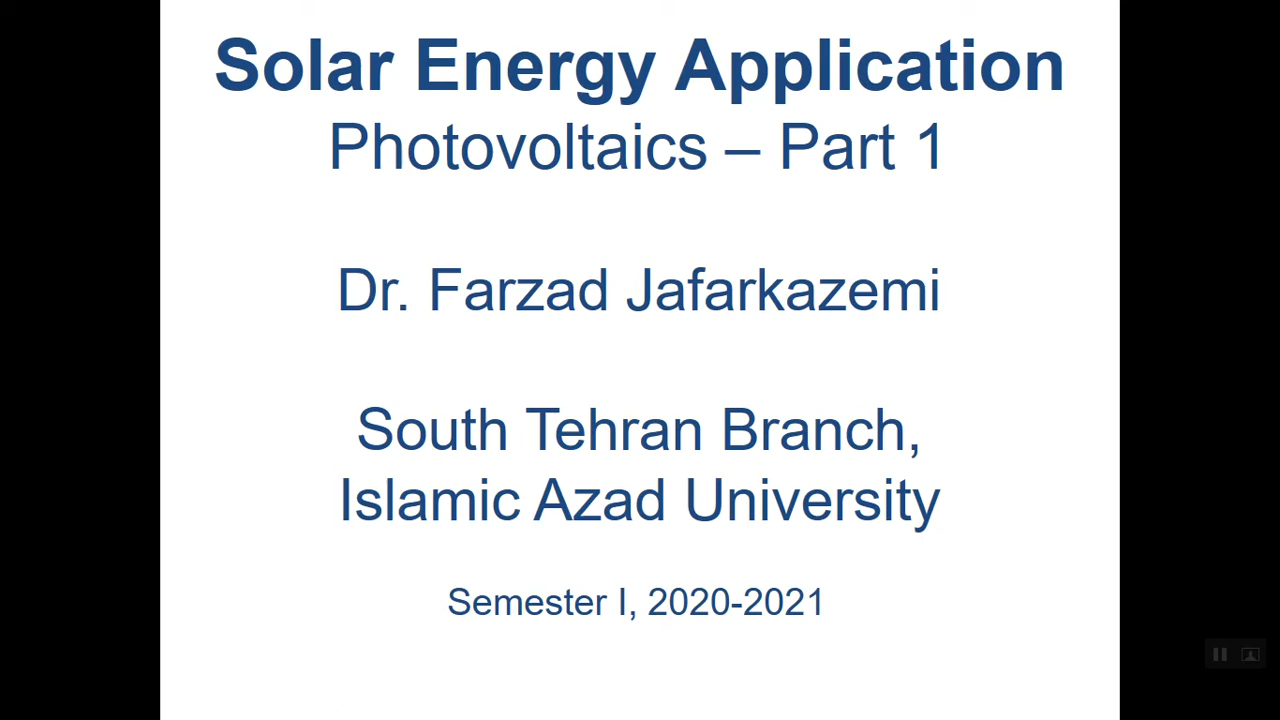 Solar Energy Application
Photovoltaics – Part 1
Dr. Farzad Jafarkazemi
South Tehran Branch,
Islamic Azad University
Semester I, 2020-2021